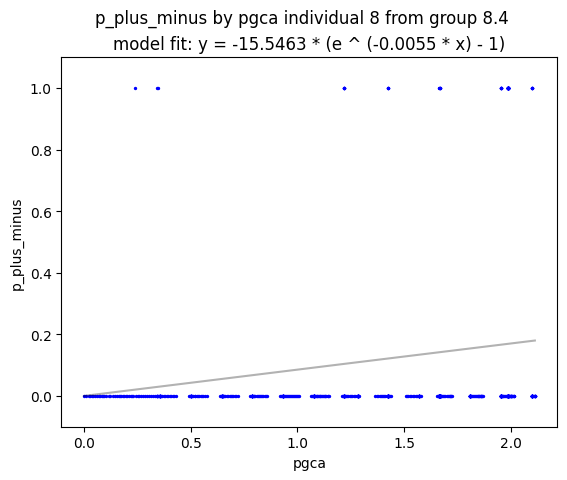 p_plus_minus by pgca individual 8 from group 8.4
model fit: y = -15.5463 * (e ^ (-0.0055 * x) - 1)
1.0
0.8
0.6
0.4
0.2
0.0
p_plus_minus
0.0 0.5 1.0 1.5 2.0
pgca